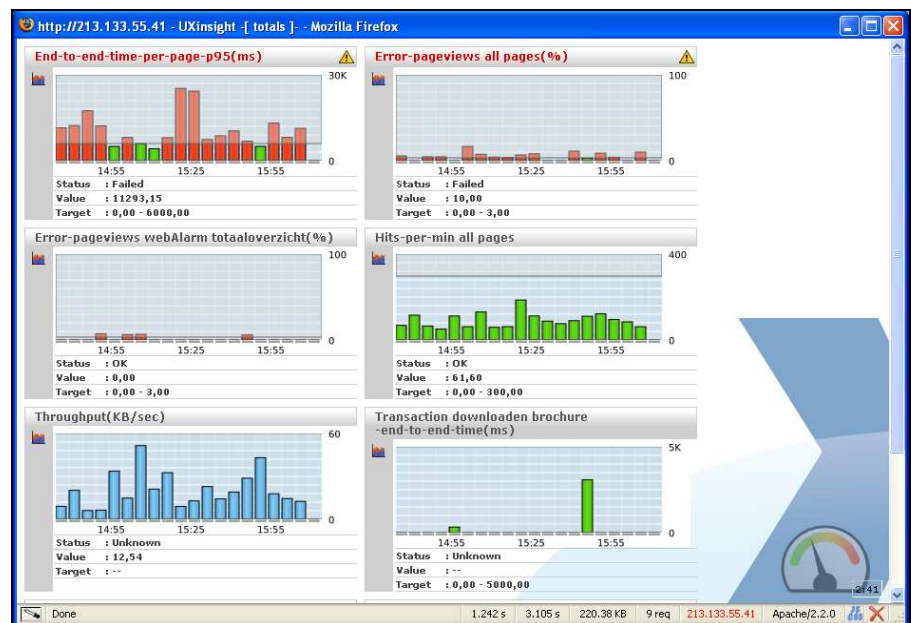 http://213.133.55.41 - UXinsight -[ totals ]- - Mozilla Firefox
End-to-end-time-per-page-p95(ms)
30K
0
14:55 15:25 15:55
Status : Failed
Value : 11293,15
Target : 0,00 - 6000,00
Error-pageviews all pages(%)
100
0
14:55 15:25 15:55
Status : Failed
Value : 10,00
Target : 0,00 - 3,00
Error-pageviews webAlarm totaaloverzicht(%)
100
0
14:55 15:25 15:55
Status : OK
Value : 0,00
Target : 0,00 - 3,00
Hits-per-min all pages
400
0
14:55 15:25 15:55
Status : OK
Value : 61,60
Target : 0,00 - 300,00
Throughput(KB/sec)
60
0
14:55 15:25 15:55
Status : Unknown
Value : 12,54
Target : --
Transaction downloaden brochure
-end-to-end-time(ms)
5K
0
14:55 15:25 15:55
Status : Unknown
Value : --
Target : 0,00 - 5000,00
2:41
Done 1.242 s 3.105 s 220.38 KB 9 req 213.133.55.41 Apache/2.2.0